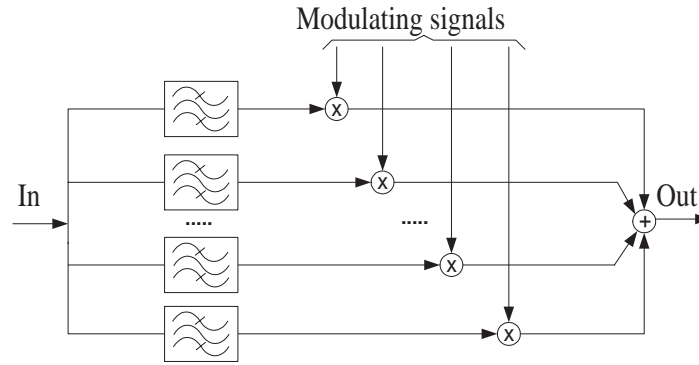 Modulating signals
X
X
In
Out
.....
.....
+
X
X